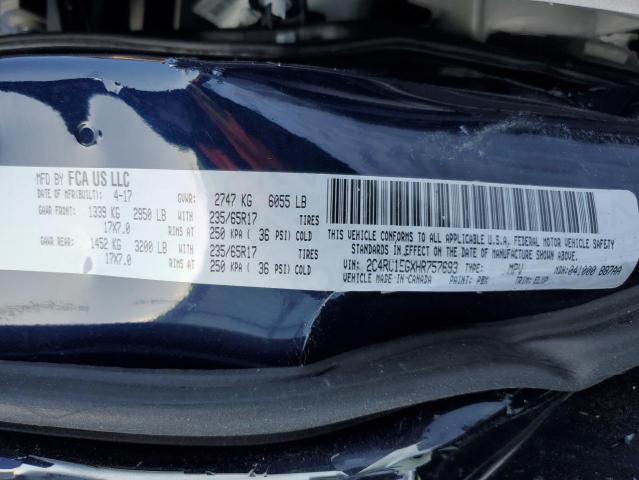 MFD BY FCA US LLC
DATE OF MFR(BUILT): 4-17 GVWR: 2747 KG 6055 LB
GAWR FRONT: 1339 KG 2950 LB WITH 235/65R17 TIRES
17X7.0 RIMS AT 250 KPA ( 36 PSI) COLD
GAWR REAR: 1452 KG 3200 LB WITH 235/65R17 TIRES
17X7.0 RIMS AT 250 KPA ( 36 PSI) COLD
THIS VEHICLE CONFORMS TO ALL APPLICABLE U.S.A. FEDERAL MOTOR VEHICLE SAFETY
STANDARDS IN EFFECT ON THE DATE OF MANUFACTURE SHOWN ABOVE.
VIN: 2C4RC1EGXHR757693 TYPE: MPV MDH: 041000
VEHICLE MADE IN CANADA PAINT: PBX TRIM: